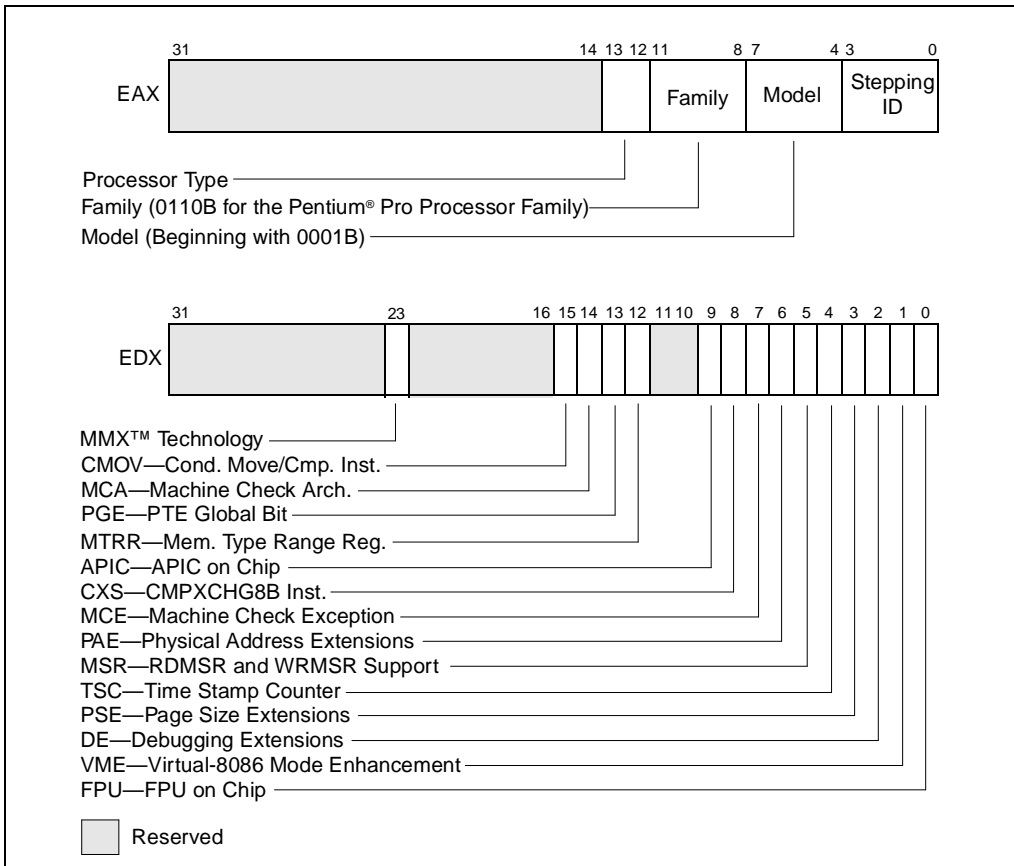 31 14 13 12 11 8 7 4 3 0
EAX Family Model Stepping
ID
Processor Type
Family (0110B for the Pentium® Pro Processor Family)
Model (Beginning with 0001B)
31 23 16 15 14 13 12 11 10 9 8 7 6 5 4 3 2 1 0
EDX
MMX™ Technology
CMOV—Cond. Move/Cmp. Inst.
MCA—Machine Check Arch.
PGE—PTE Global Bit
MTRR—Mem. Type Range Reg.
APIC—APIC on Chip
CXS—CMPXCHG8B Inst.
MCE—Machine Check Exception
PAE—Physical Address Extensions
MSR—RDMSR and WRMSR Support
TSC—Time Stamp Counter
PSE—Page Size Extensions
DE—Debugging Extensions
VME—Virtual-8086 Mode Enhancement
FPU—FPU on Chip
Reserved